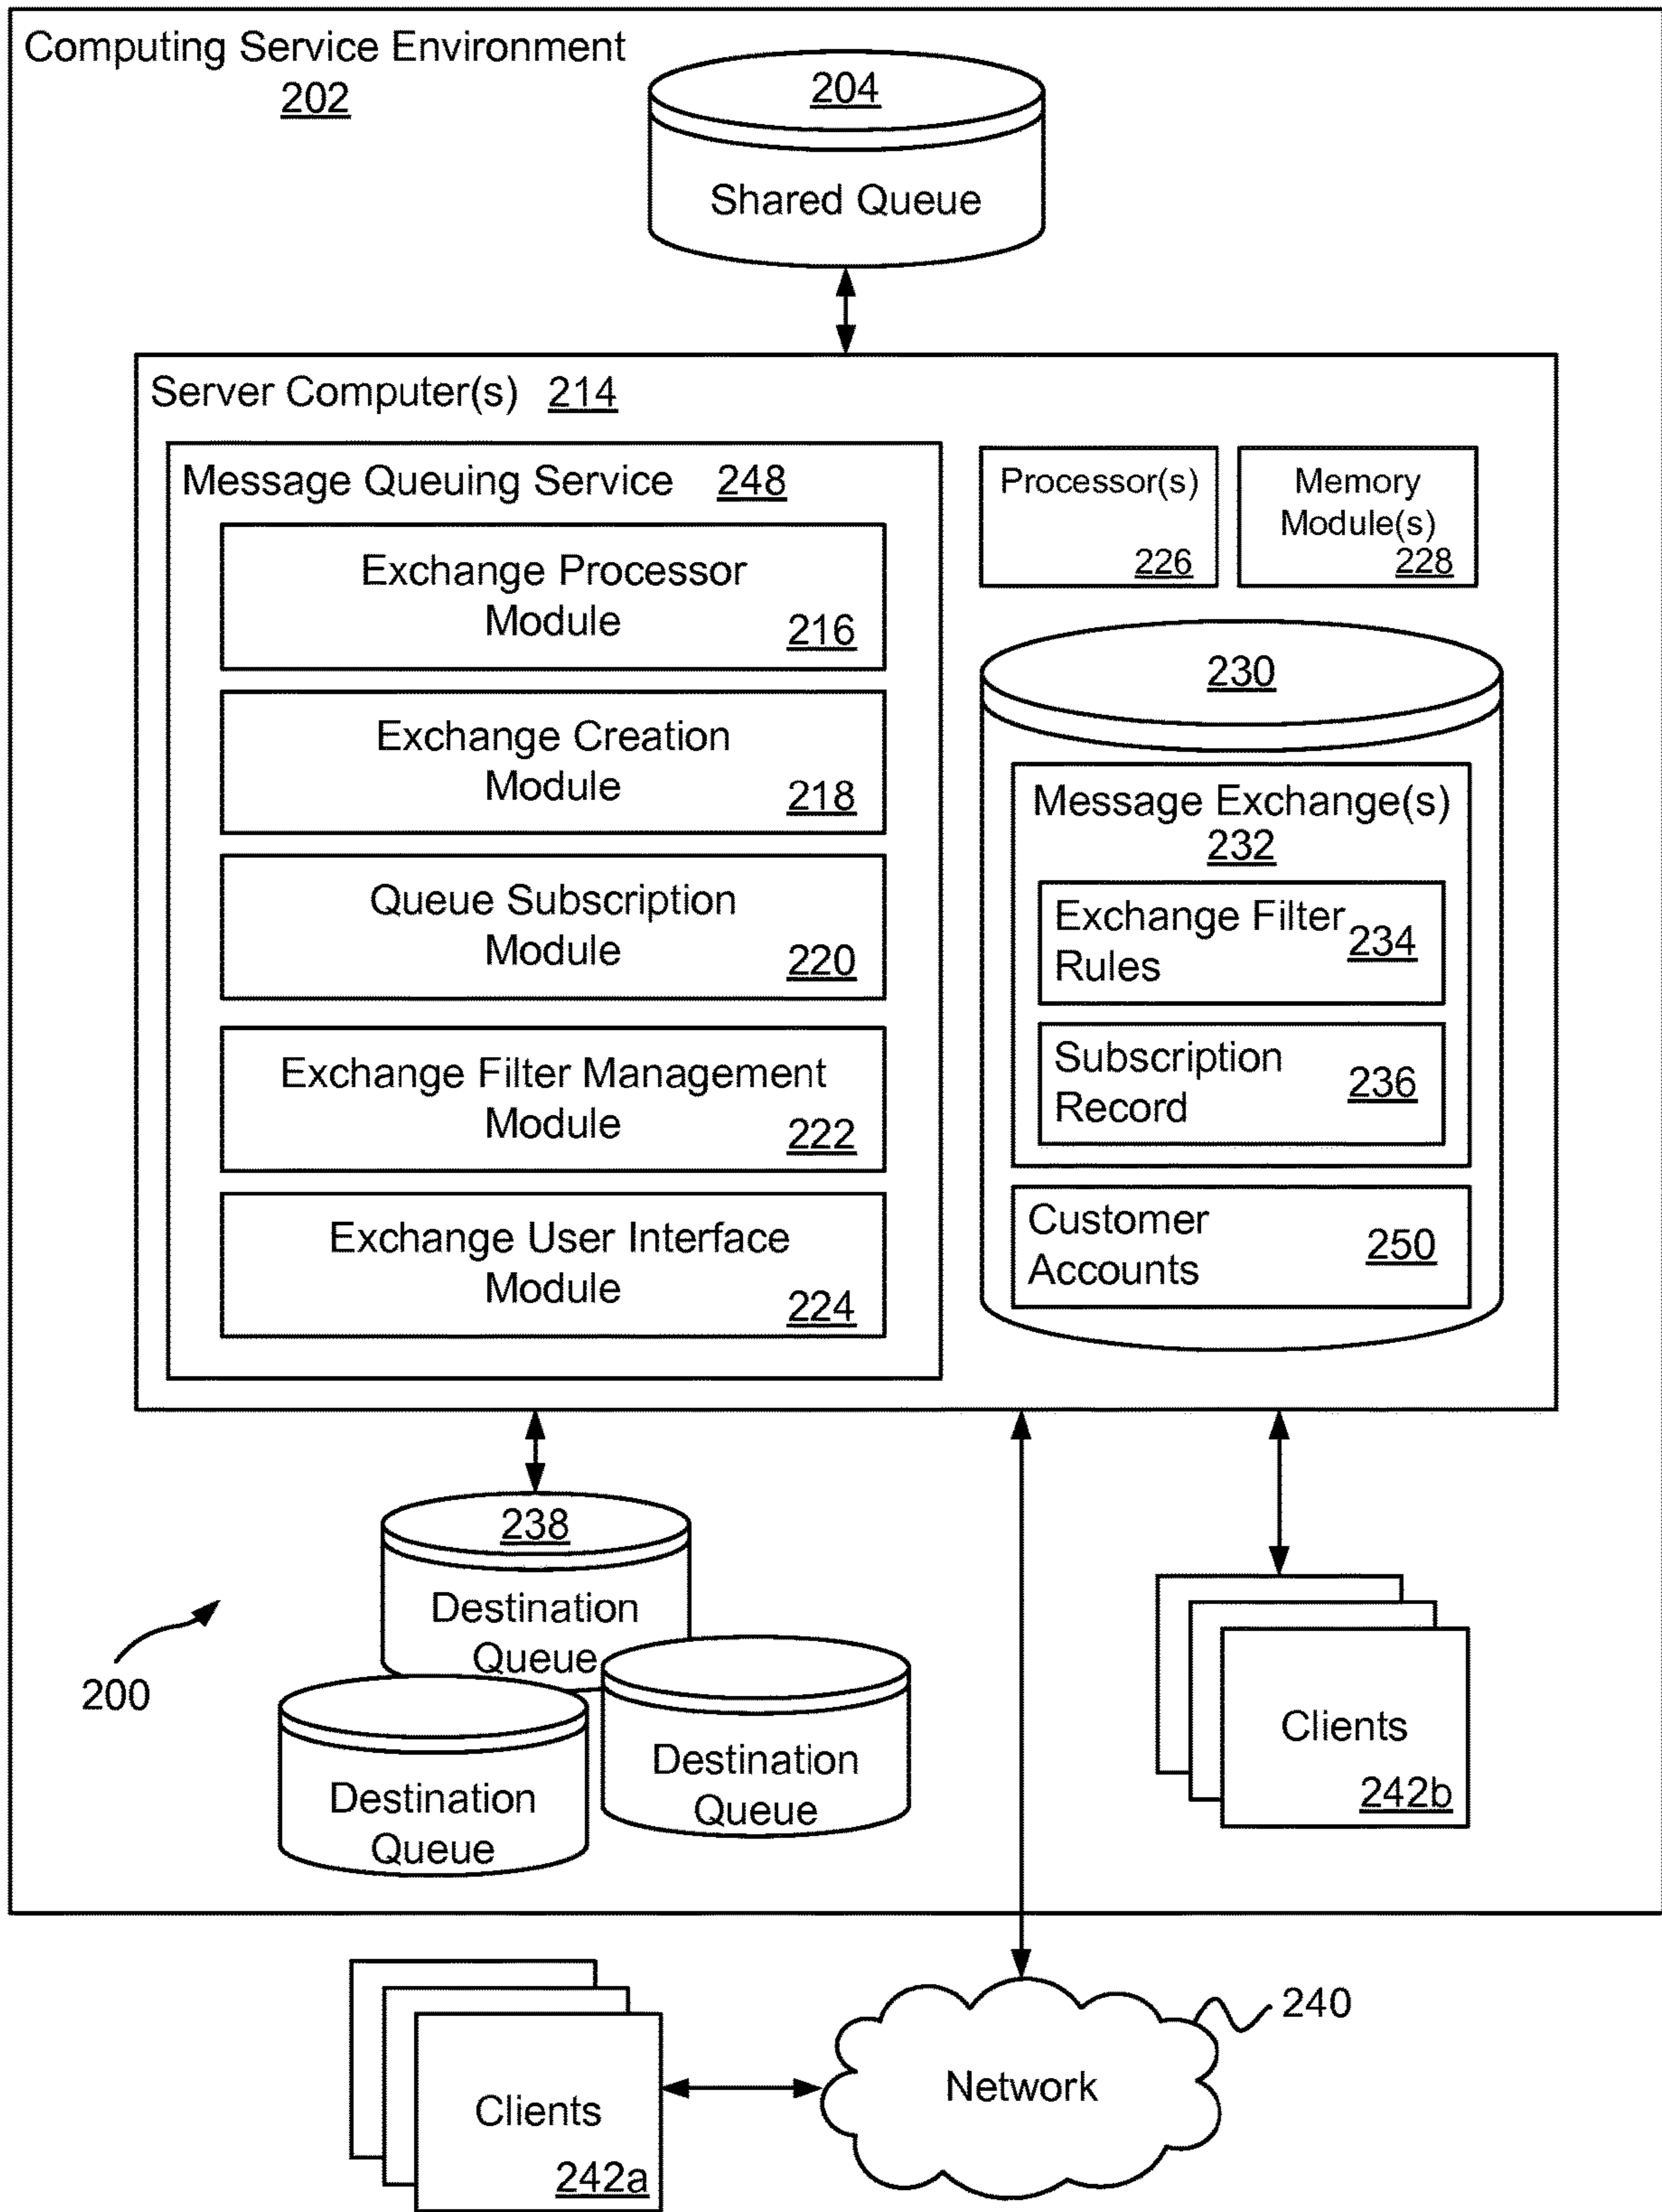 Computing Service Environment
202
204
Shared Queue
Server Computer(s) 214
Message Queuing Service 248
Exchange Processor
Module 216
Exchange Creation
Module 218
Queue Subscription
Module 220
Exchange Filter Management
Module 222
Exchange User Interface
Module 224
Processor(s)
226
Memory
Module(s)
228
230
Message Exchange(s)
232
Exchange Filter
Rules 234
Subscription
Record 236
Customer
Accounts 250
238
Destination
Queue
Destination
Queue
Destination
Queue
200
Clients
242b
240
Network
Clients
242a